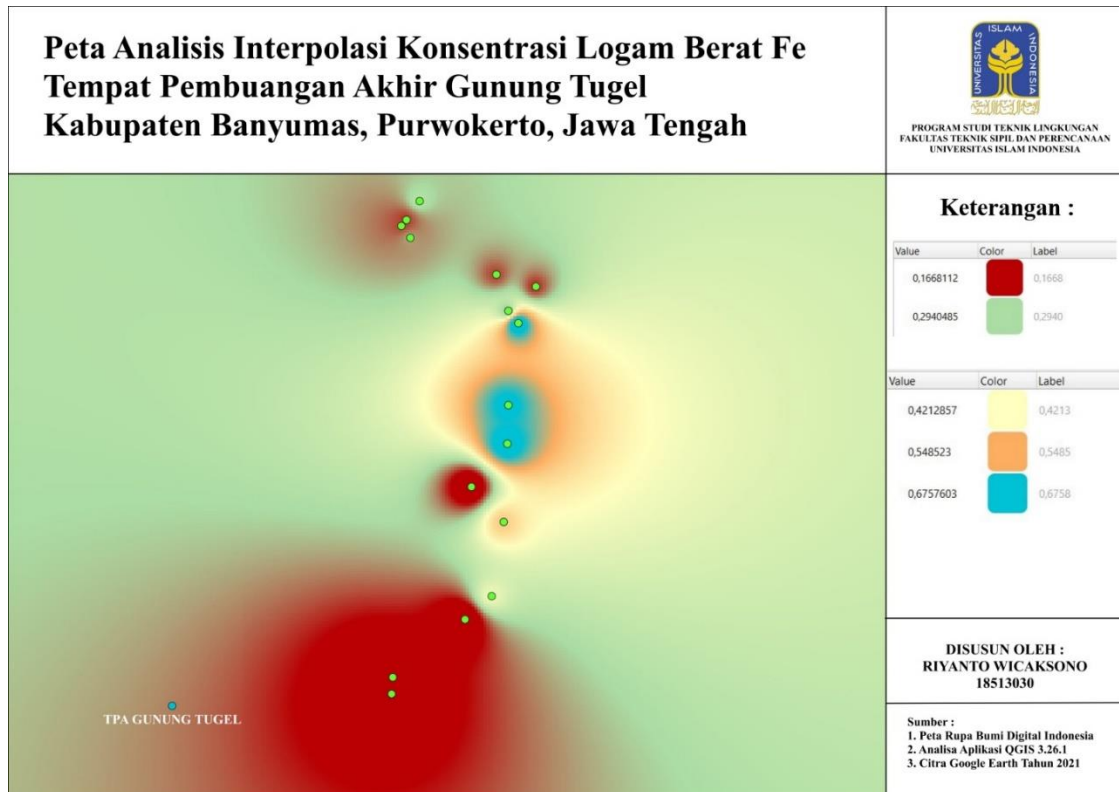 Peta Analisis Interpolasi Konsentrasi Logam Berat Fe
Tempat Pembuangan Akhir Gunung Tugel
Kabupaten Banyumas, Purwokerto, Jawa Tengah
UNIVERSITAS ISLAM INDONESIA
PROGRAM STUDI TEKNIK LINGKUNGAN
FAKULTAS TEKNIK SIPIL DAN PERENCANAAN
UNIVERSITAS ISLAM INDONESIA
Keterangan :
Value Color Label
0,1668112 0.1668
0,2940485 0.2940
Value Color Label
0,4212857 0.4213
0,548523 0.5485
0,6757603 0.6758
TPA GUNUNG TUGEL
DISUSUN OLEH :
RIYANTO WICAKSONO
18513030
Sumber :
1. Peta Rupa Bumi Digital Indonesia
2. Analisa Aplikasi QGIS 3.26.1
3. Citra Google Earth Tahun 2021